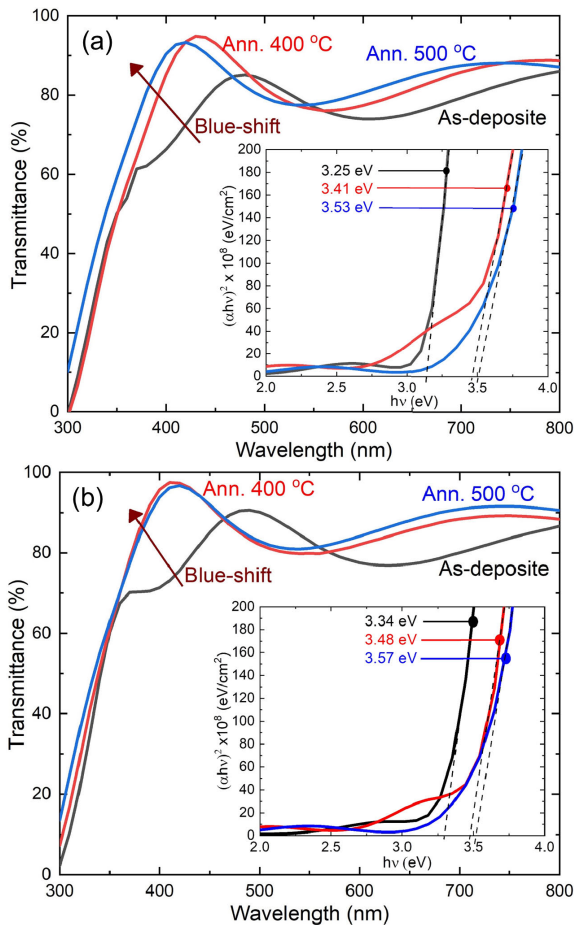 (a)
Ann. 400 °C
Ann. 500 °C
Blue-shift
As-deposite
Transmittance (%)
100
80
60
40
20
0
300 400 500 600 700 800
Wavelength (nm)
3.25 eV
3.41 eV
3.53 eV
(αhν)² x 10⁸ (eV/cm²)
200
180
160
140
120
100
80
60
40
20
0
2.0 2.5 3.0 3.5 4.0
hν (eV)
(b)
Ann. 400 °C
Ann. 500 °C
Blue-shift
As-deposite
Transmittance (%)
100
80
60
40
20
0
300 400 500 600 700 800
Wavelength (nm)
3.34 eV
3.48 eV
3.57 eV
(αhν)² x10⁸ (eV/cm²)
200
180
160
140
120
100
80
60
40
20
0
2.0 2.5 3.0 3.5 4.0
hν (eV)